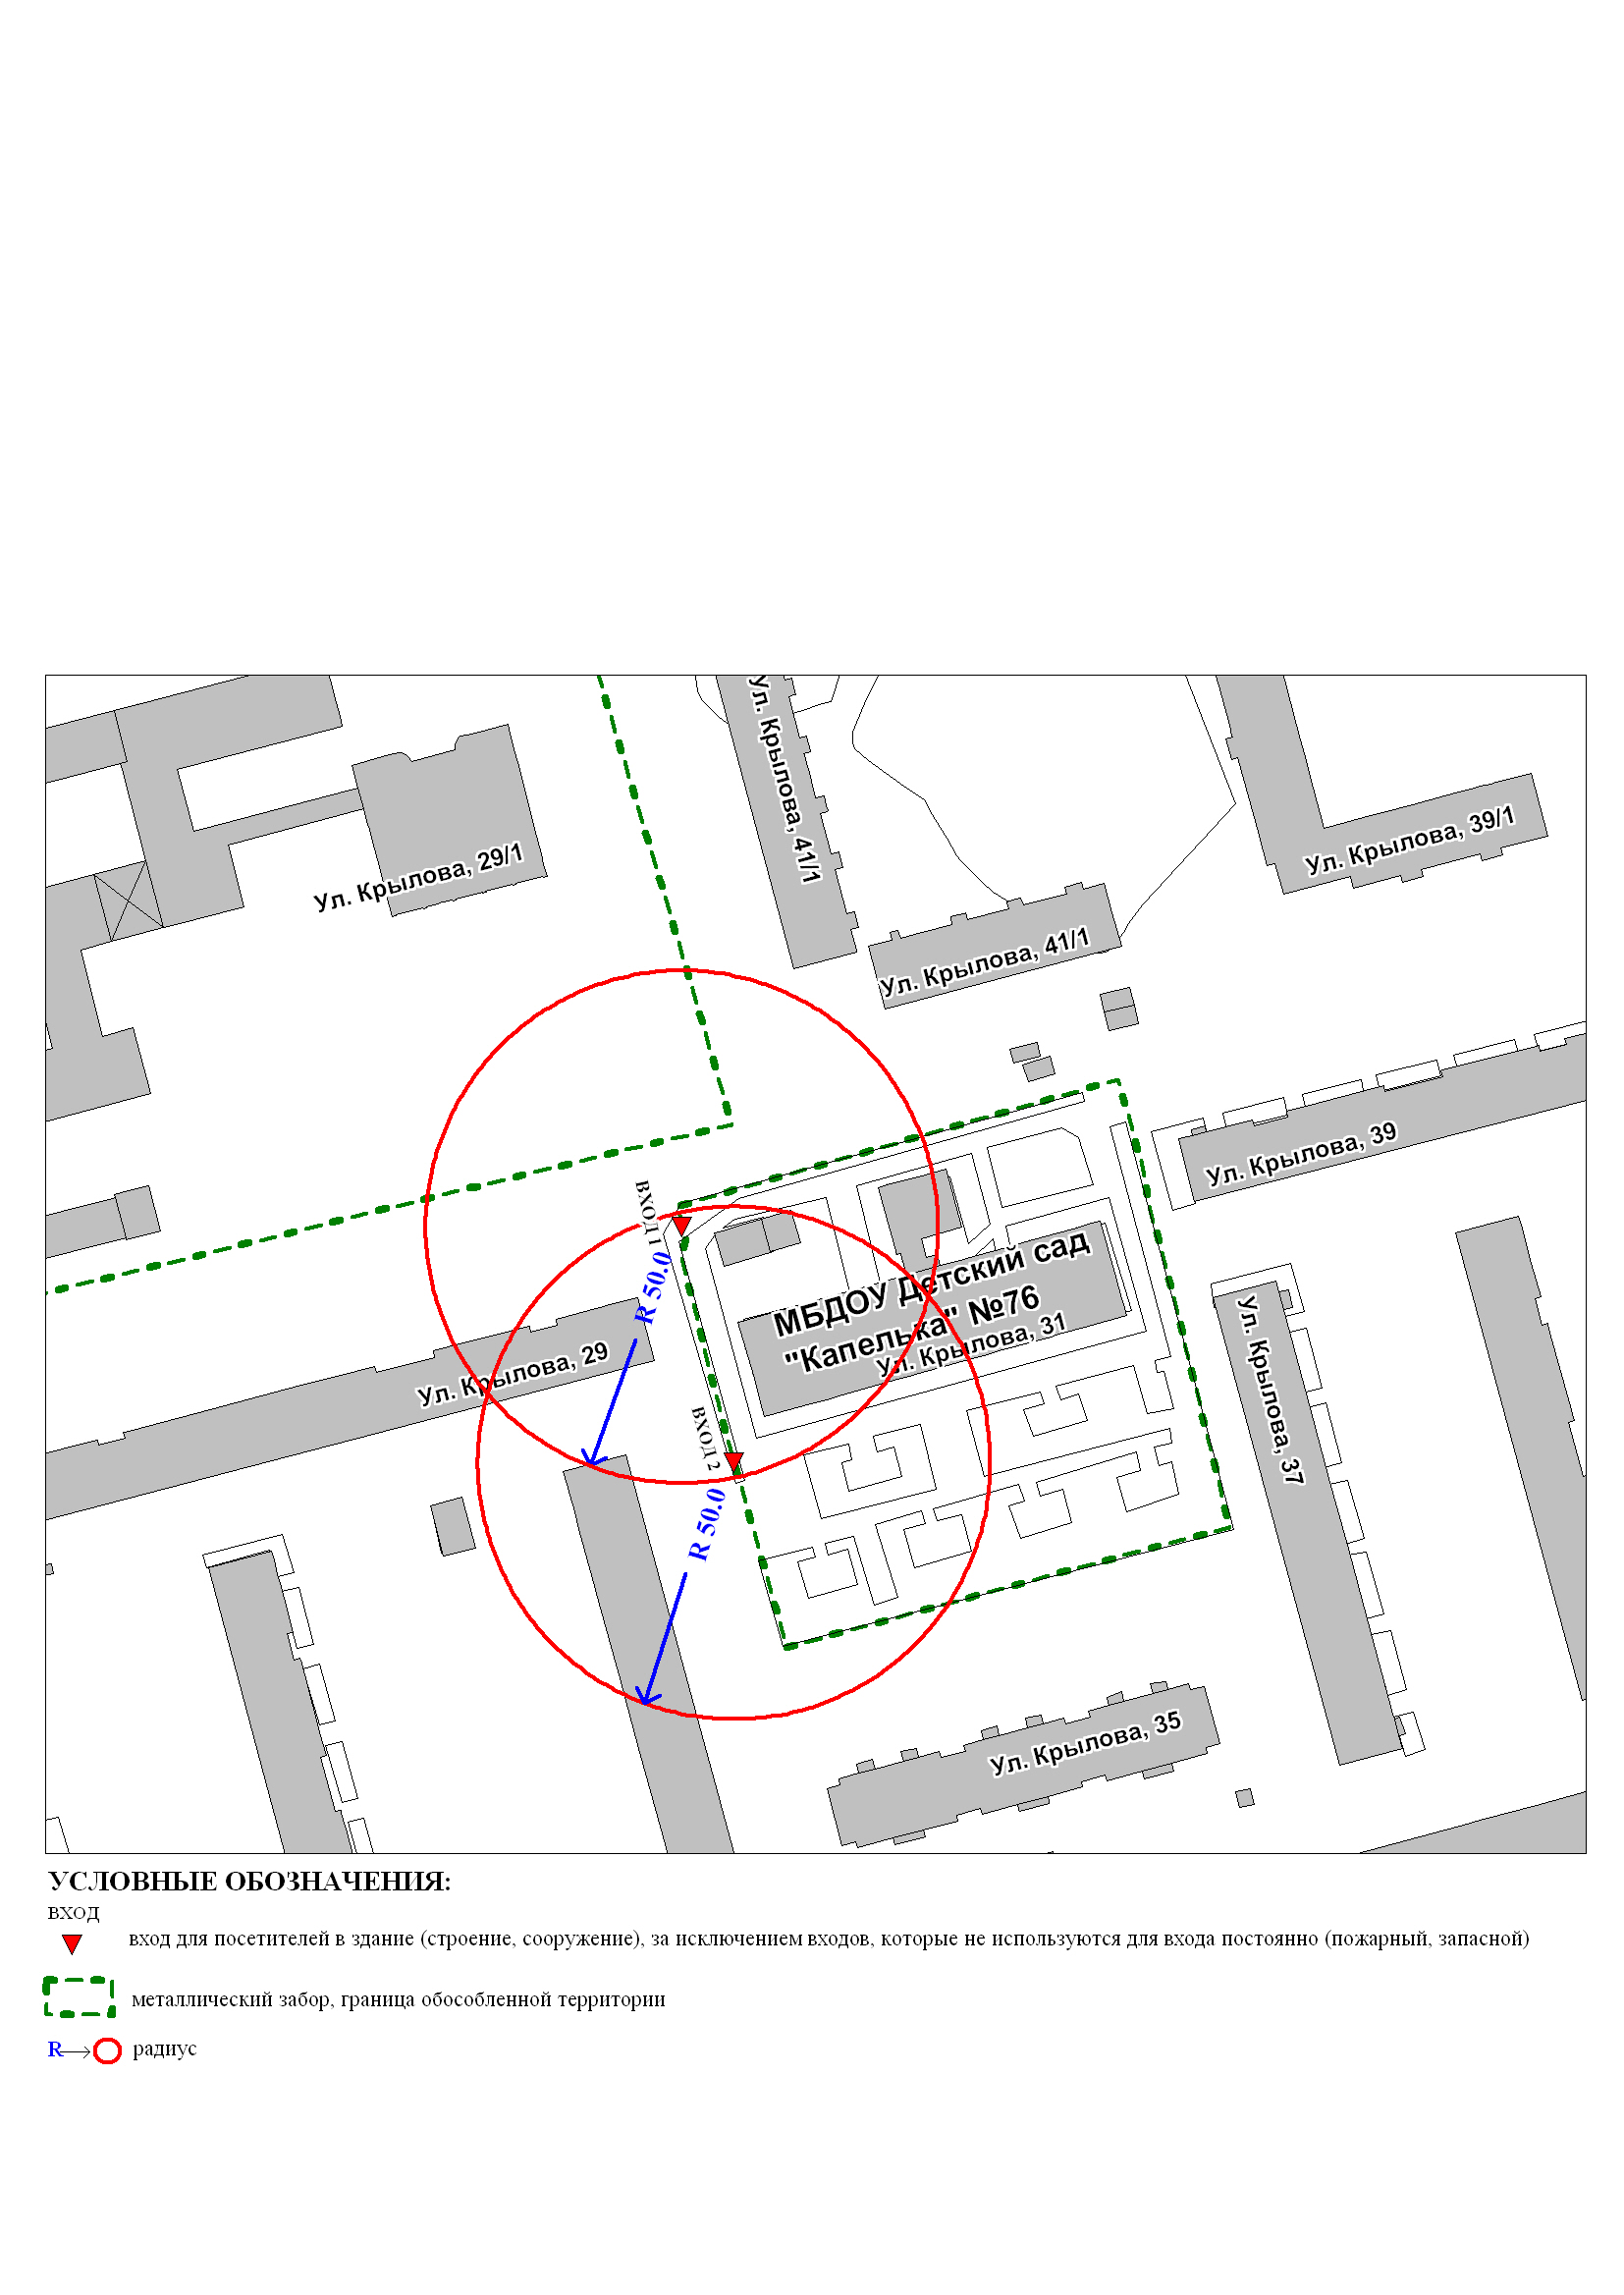 Ул. Крылова, 41/1
Ул. Крылова, 39/1
Ул. Крылова, 29/1
Ул. Крылова, 41/1
Ул. Крылова, 39
ВХОД 1
R 50.0
МБДОУ Детский сад
"Капелька" №76
Ул. Крылова, 31
Ул. Крылова, 29
Ул. Крылова, 37
ВХОД 2
R 50.0
Ул. Крылова, 35
УСЛОВНЫЕ ОБОЗНАЧЕНИЯ:
ВХОД
вход для посетителей в здание (строение, сооружение), за исключением входов, которые не используются для входа постоянно (пожарный, запасной)
металлический забор, граница обособленной территории
R радиус